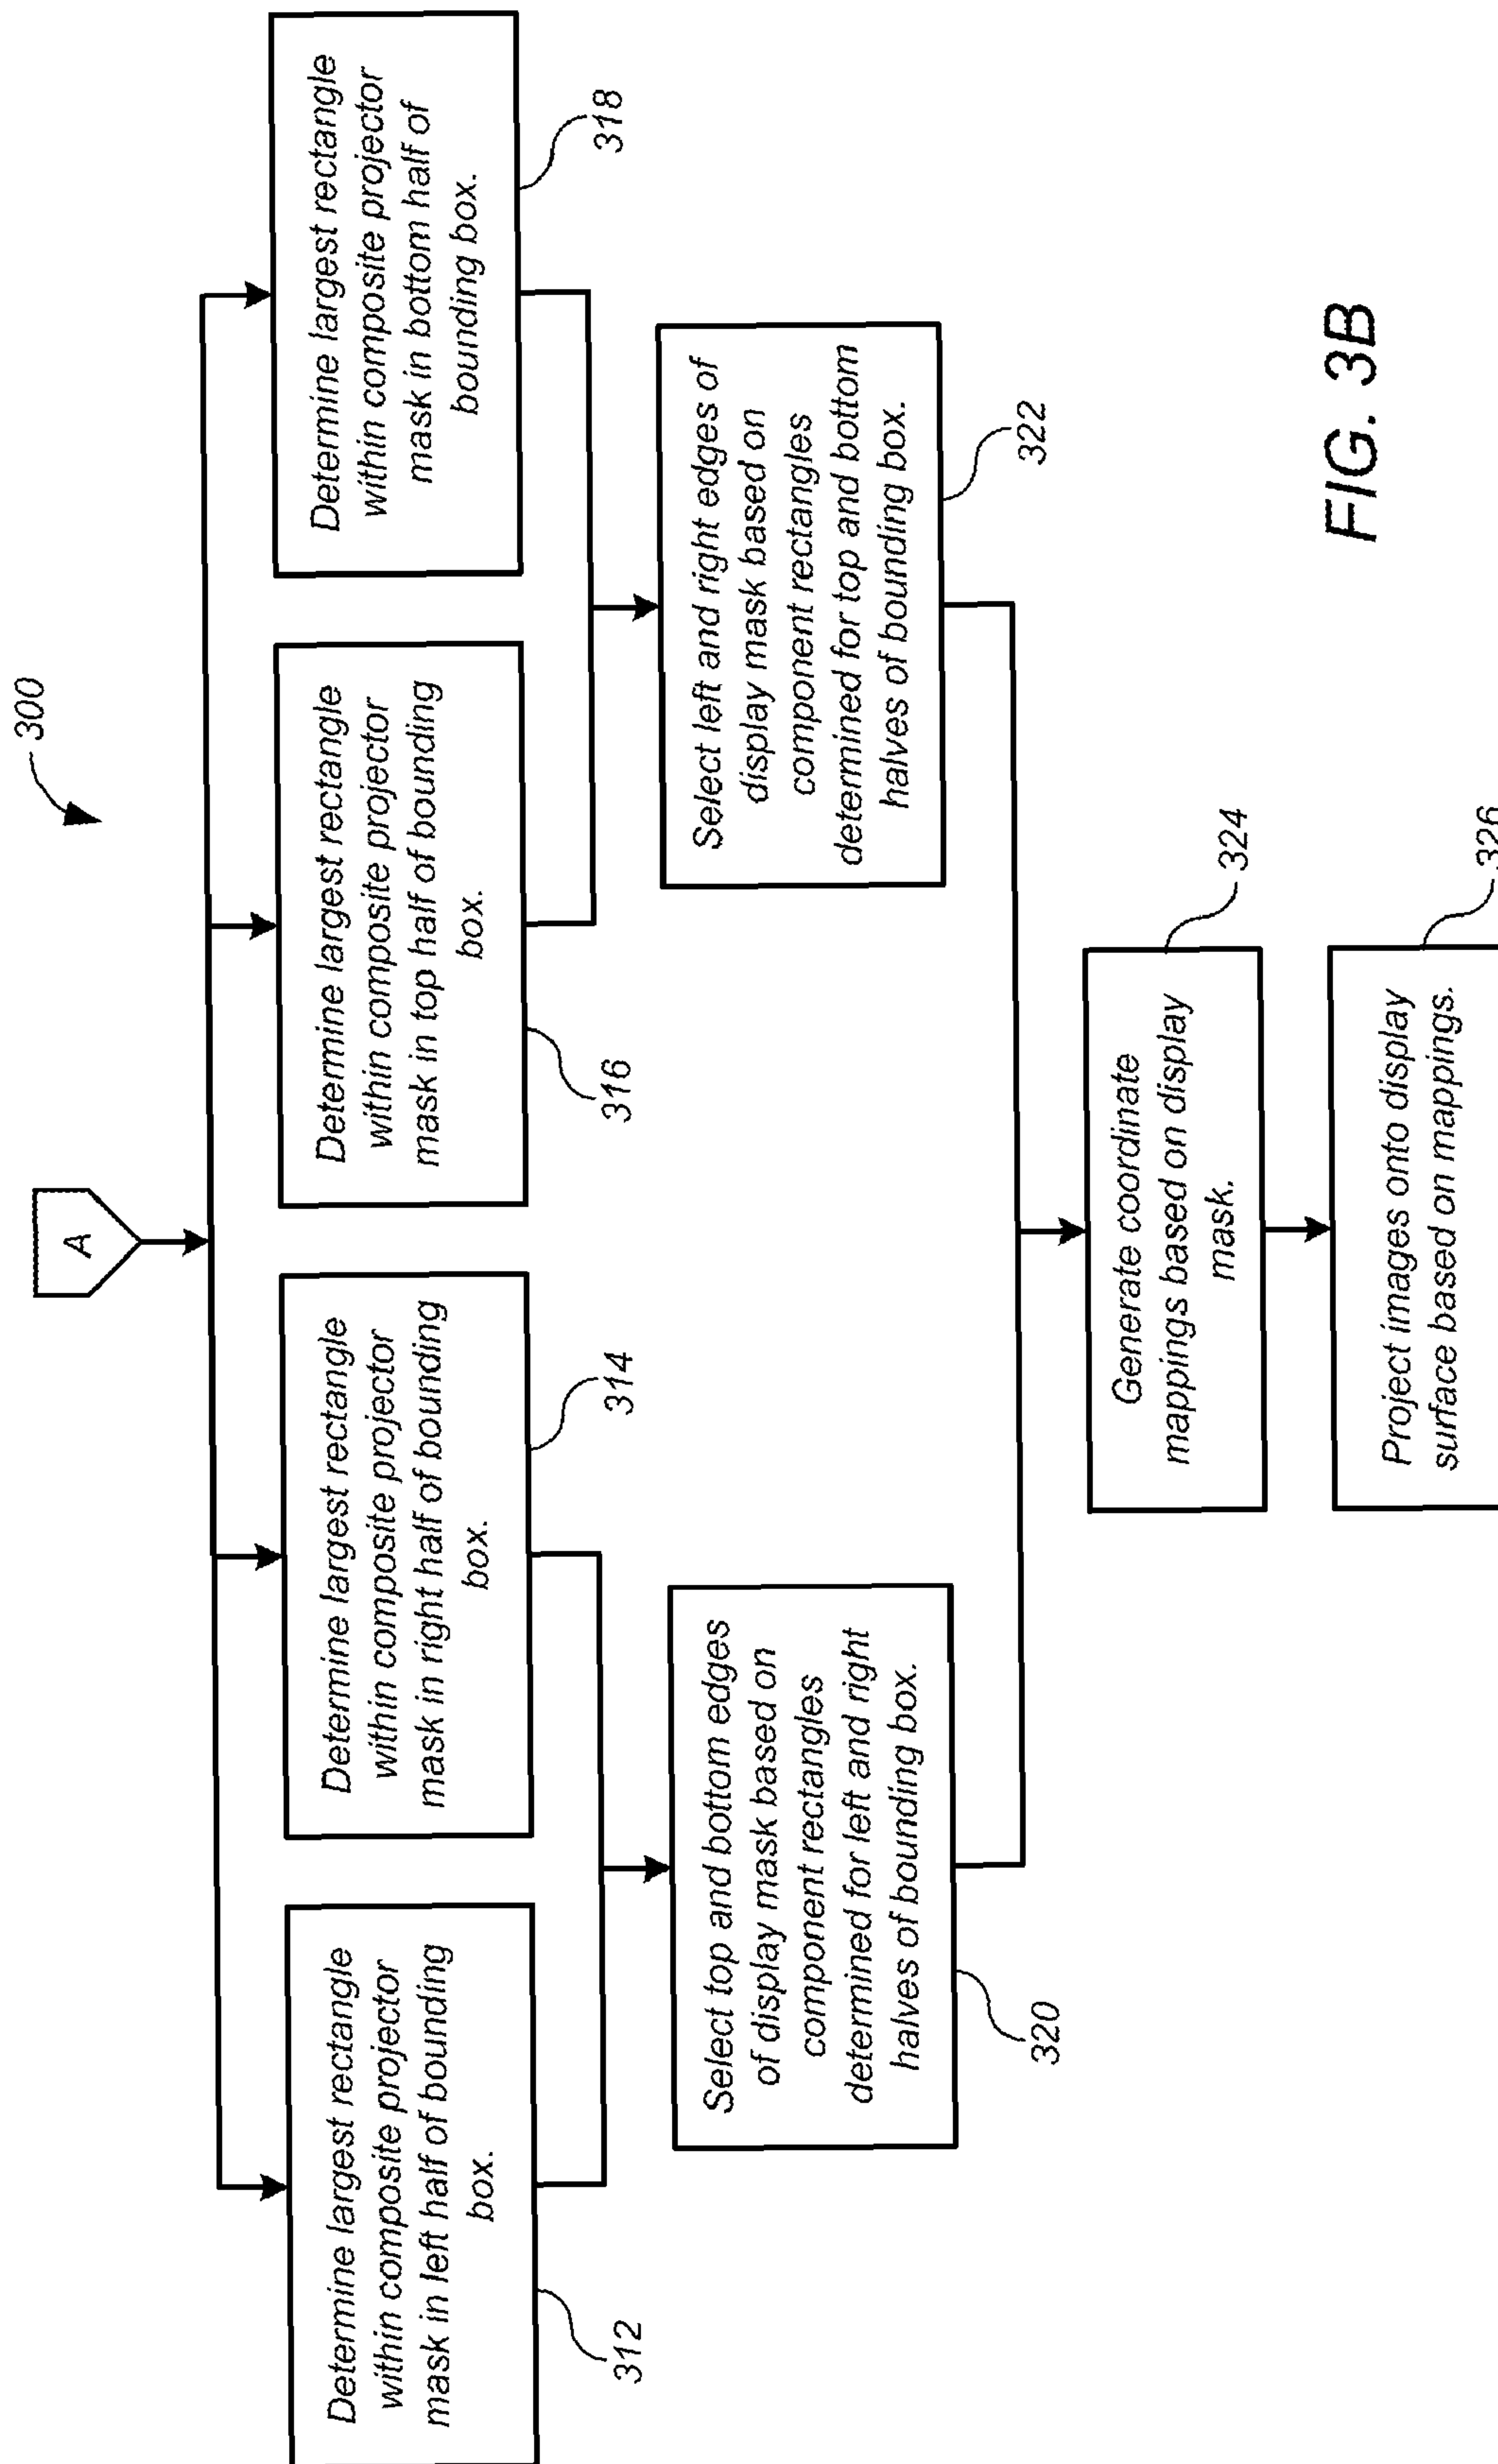 300
A
Determine largest rectangle
within composite projector
mask in left half of bounding
box.
312
Determine largest rectangle
within composite projector
mask in right half of bounding
box.
314
Determine largest rectangle
within composite projector
mask in top half of bounding
box.
316
Determine largest rectangle
within composite projector
mask in bottom half of
bounding box.
318
Select top and bottom edges
of display mask based on
component rectangles
determined for left and right
halves of bounding box.
320
Select left and right edges of
display mask based on
component rectangles
determined for top and bottom
halves of bounding box.
322
Generate coordinate
mappings based on display
mask.
324
Project images onto display
surface based on mappings.
326
FIG. 3B